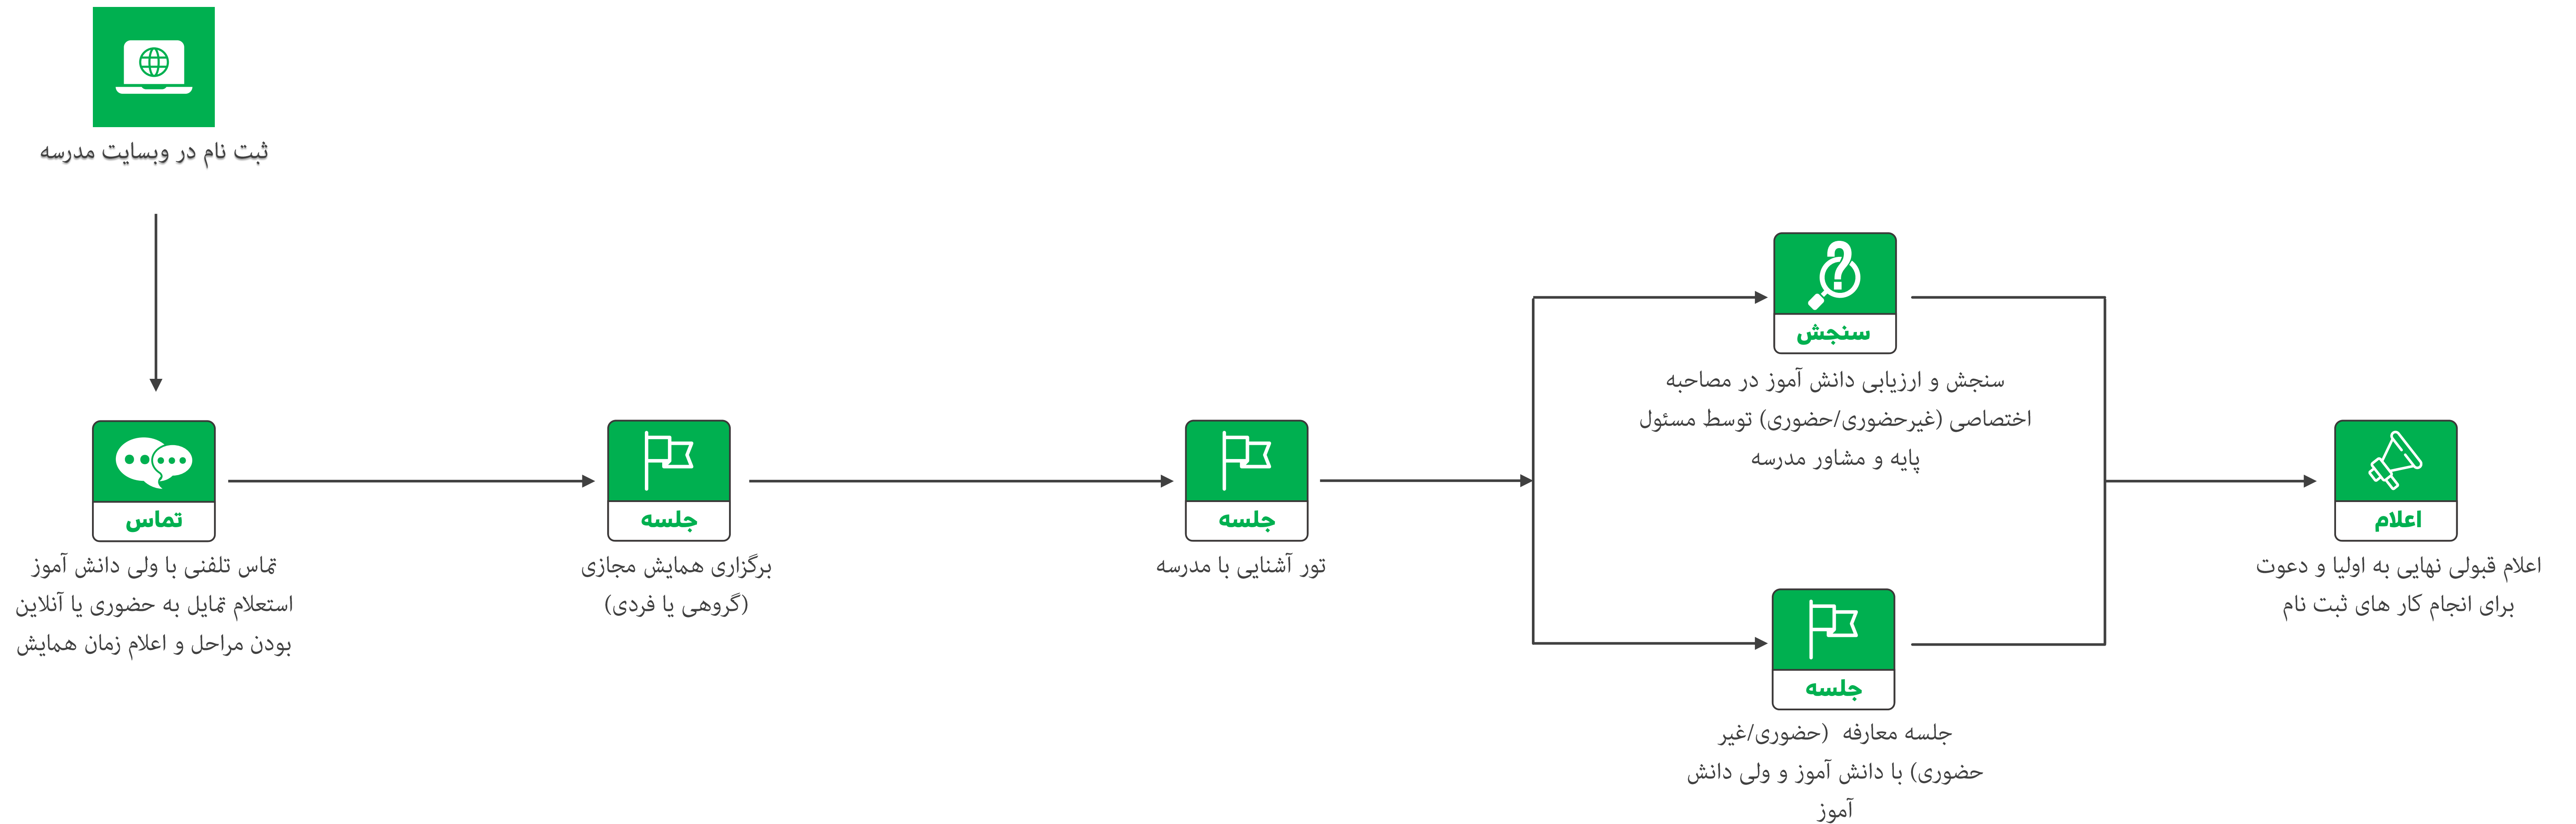 ثبت نام در وبسایت مدرسه
تماس
تماس تلفنی با ولی دانش آموز
استعلام تمایل به حضوری یا آنلاین
بودن مراحل و اعلام زمان همایش
جلسه
برگزاری همایش مجازی
(گروهی یا فردی)
جلسه
تور آشنایی با مدرسه
سنجش
سنجش و ارزیابی دانش آموز در مصاحبه
اختصاصی (غیرحضوری/حضوری) توسط مسئول
پایه و مشاور مدرسه
جلسه
جلسه معارفه (حضوری/غیر
حضوری) با دانش آموز و ولی دانش
آموز
اعلام
اعلام قبولی نهایی به اولیا و دعوت
برای انجام کار های ثبت نام